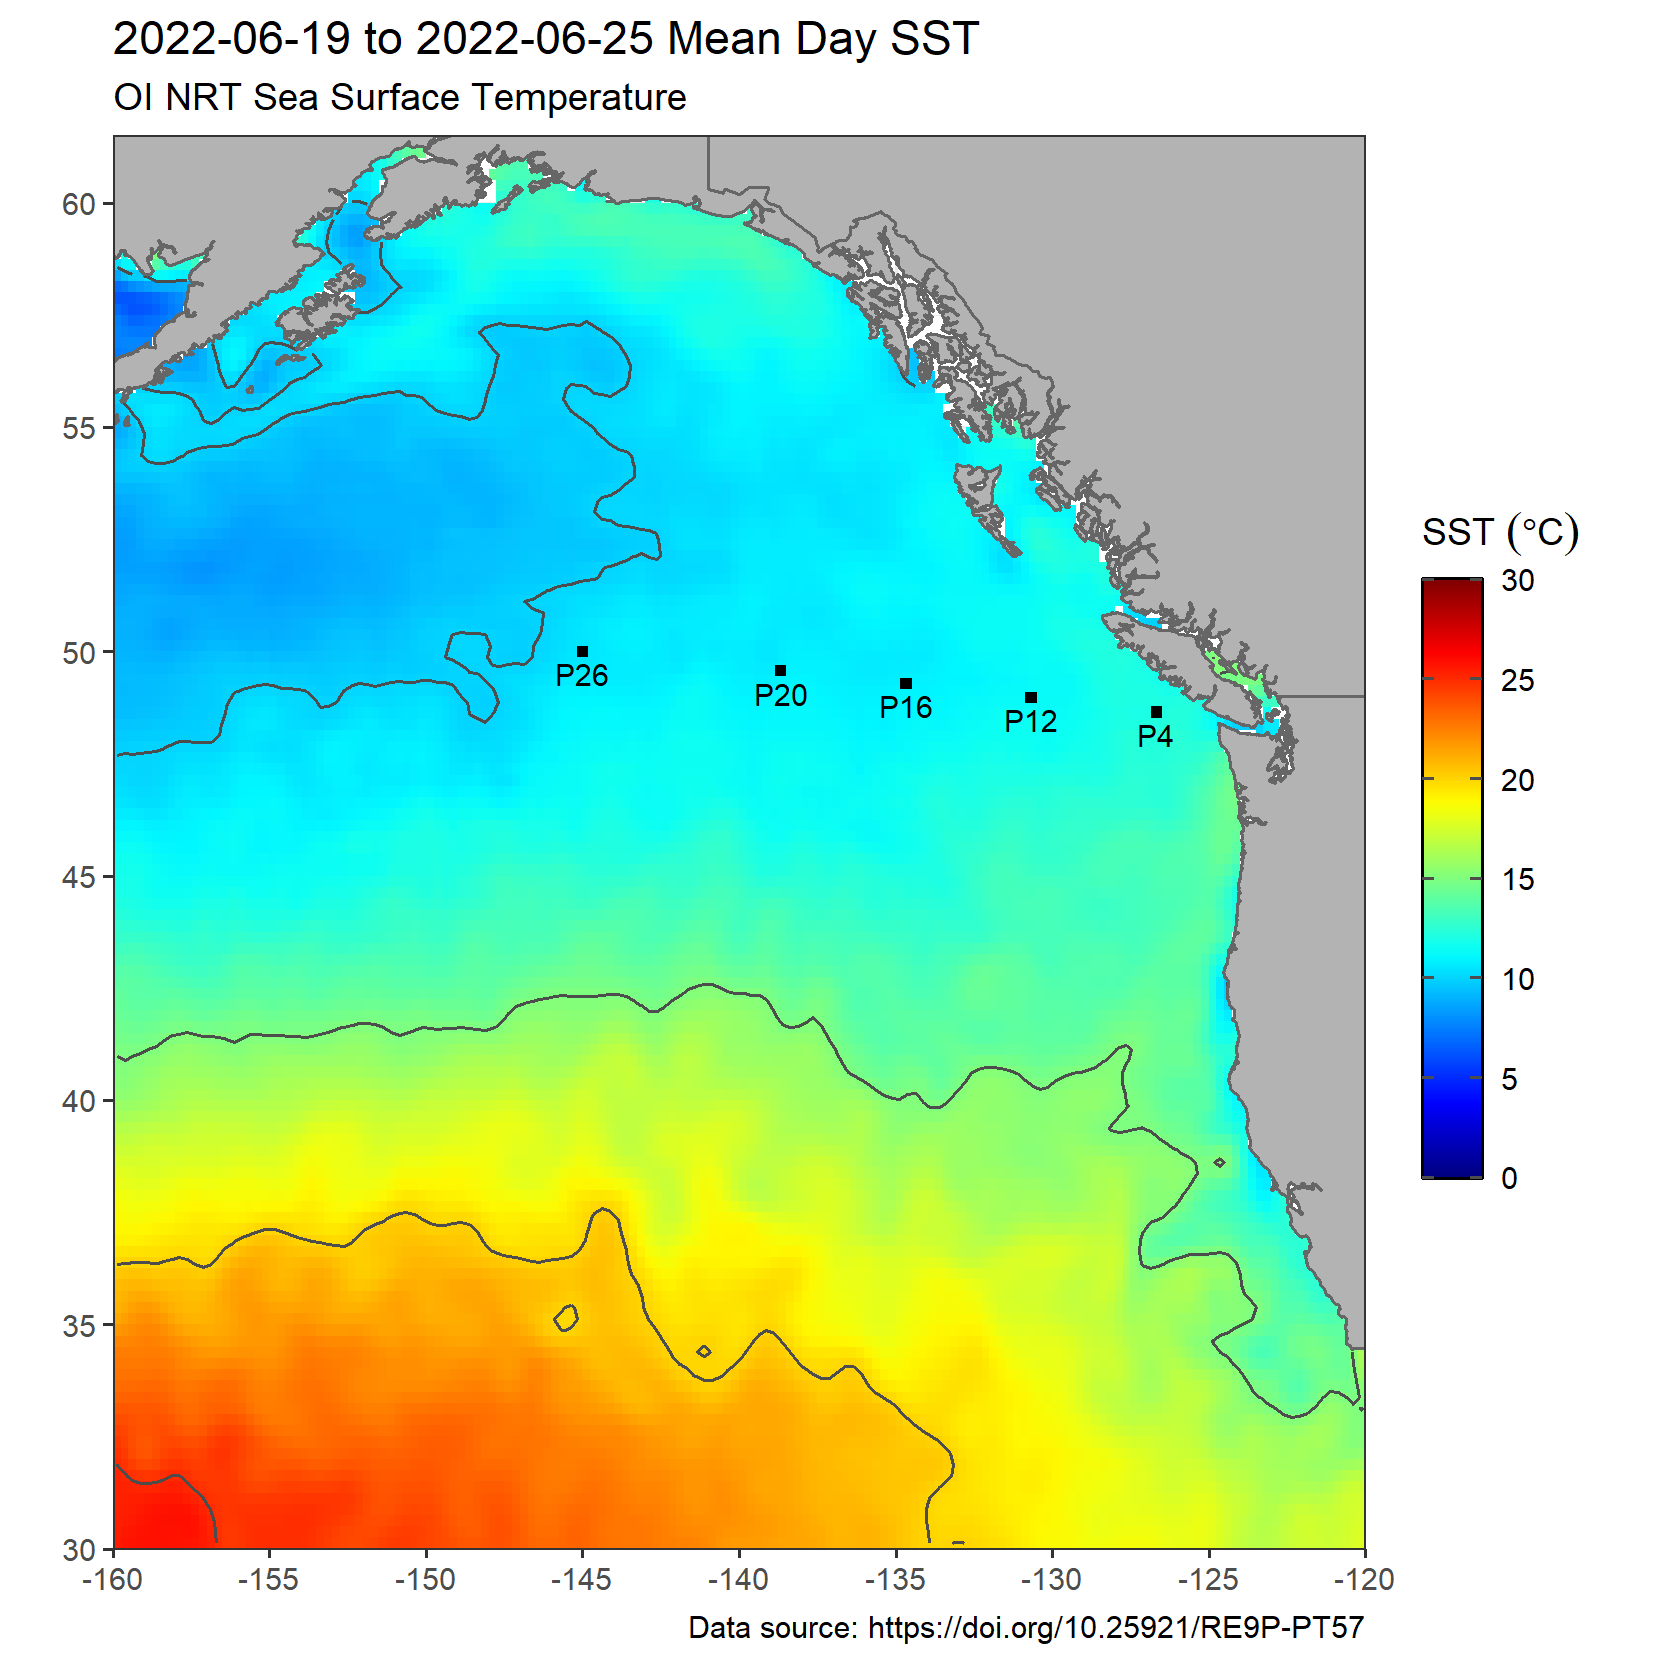 2022-06-19 to 2022-06-25 Mean Day SST
OI NRT Sea Surface Temperature
60
55
50
45
40
35
30
-160
-155
-150
-145
-140
-135
-130
-125
-120
P26
P20
P16
P12
P4
SST (°C)
30
25
20
15
10
5
0
Data source: https://doi.org/10.25921/RE9P-PT57